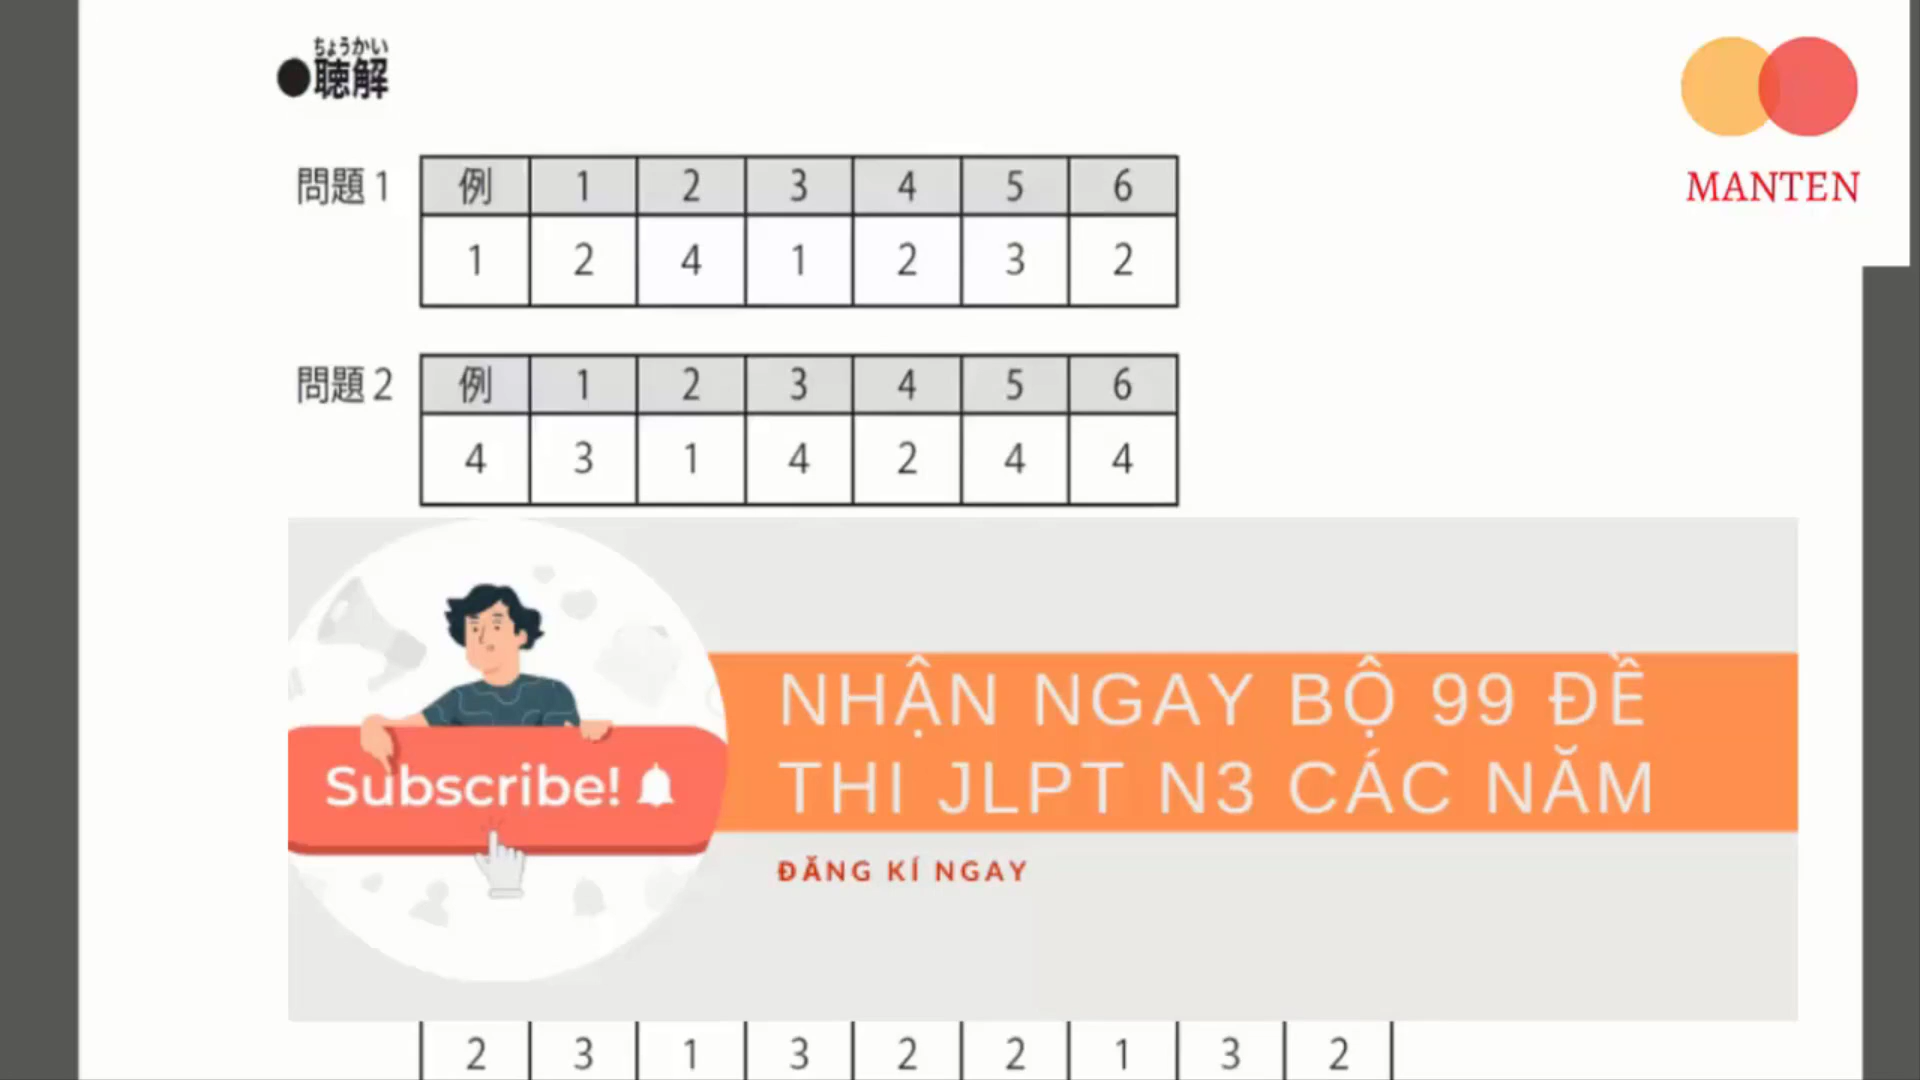 ちょうかい
●聴解
MANTEN
問題1
例 1 2 3 4 5 6
1 2 4 1 2 3 2
問題2
例 1 2 3 4 5 6
4 3 1 4 2 4 4
Subscribe!
NHẬN NGAY BỘ 99 ĐỀ
THI JLPT N3 CÁC NĂM
ĐĂNG KÍ NGAY
2 3 1 3 2 2 1 3 2